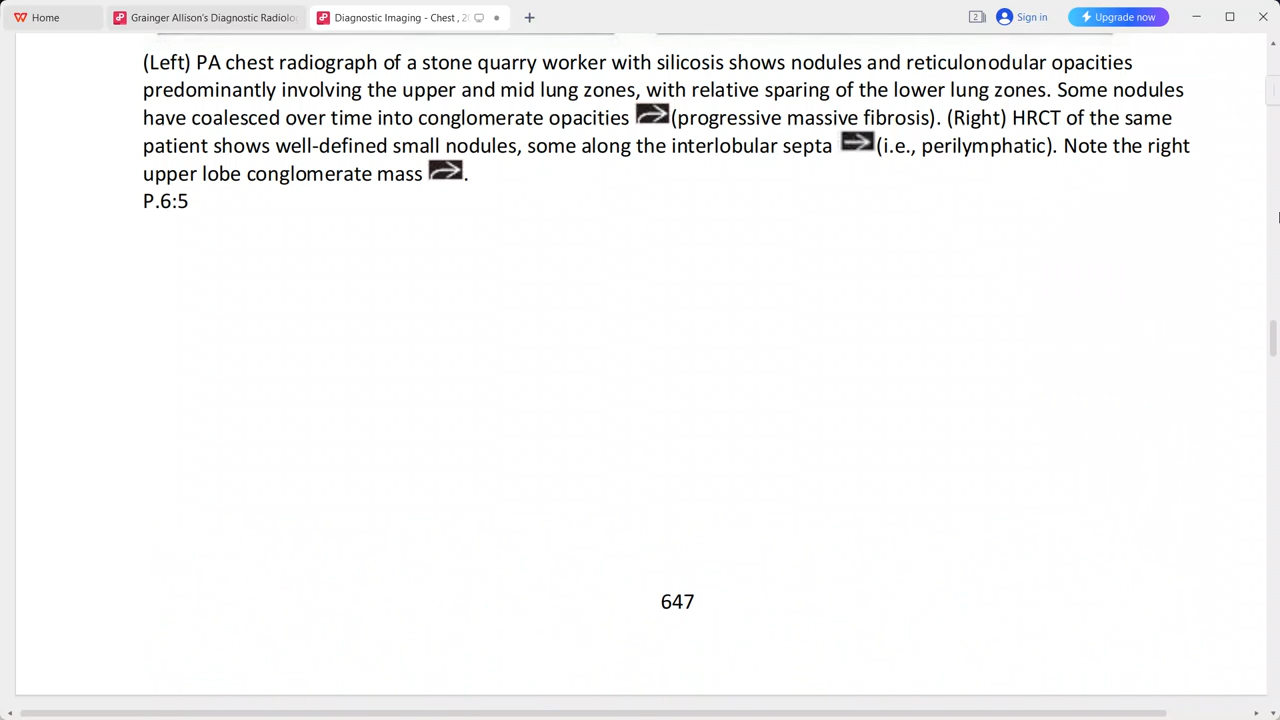 Home
Grainger Allison's Diagnostic Radiolo
Diagnostic Imaging - Chest , 2
2
Sign in
Upgrade now
(Left) PA chest radiograph of a stone quarry worker with silicosis shows nodules and reticulonodular opacities
predominantly involving the upper and mid lung zones, with relative sparing of the lower lung zones. Some nodules
have coalesced over time into conglomerate opacities (progressive massive fibrosis). (Right) HRCT of the same
patient shows well-defined small nodules, some along the interlobular septa (i.e., perilymphatic). Note the right
upper lobe conglomerate mass .
P.6:5
647